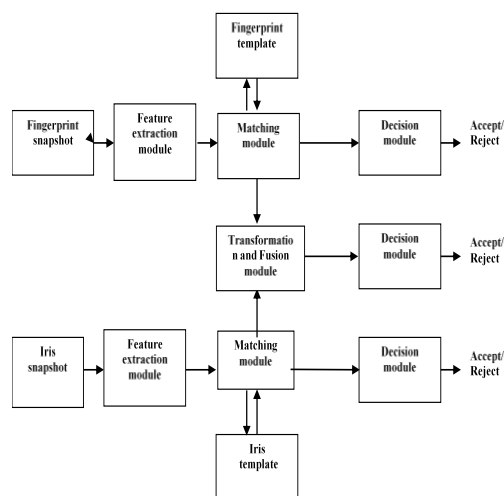 Fingerprint
template
Fingerprint
snapshot
Feature
extraction
module
Matching
module
Decision
module
Accept/
Reject
Transformatio
n and Fusion
module
Decision
module
Accept/
Reject
Iris
snapshot
Feature
extraction
module
Matching
module
Decision
module
Accept/
Reject
Iris
template